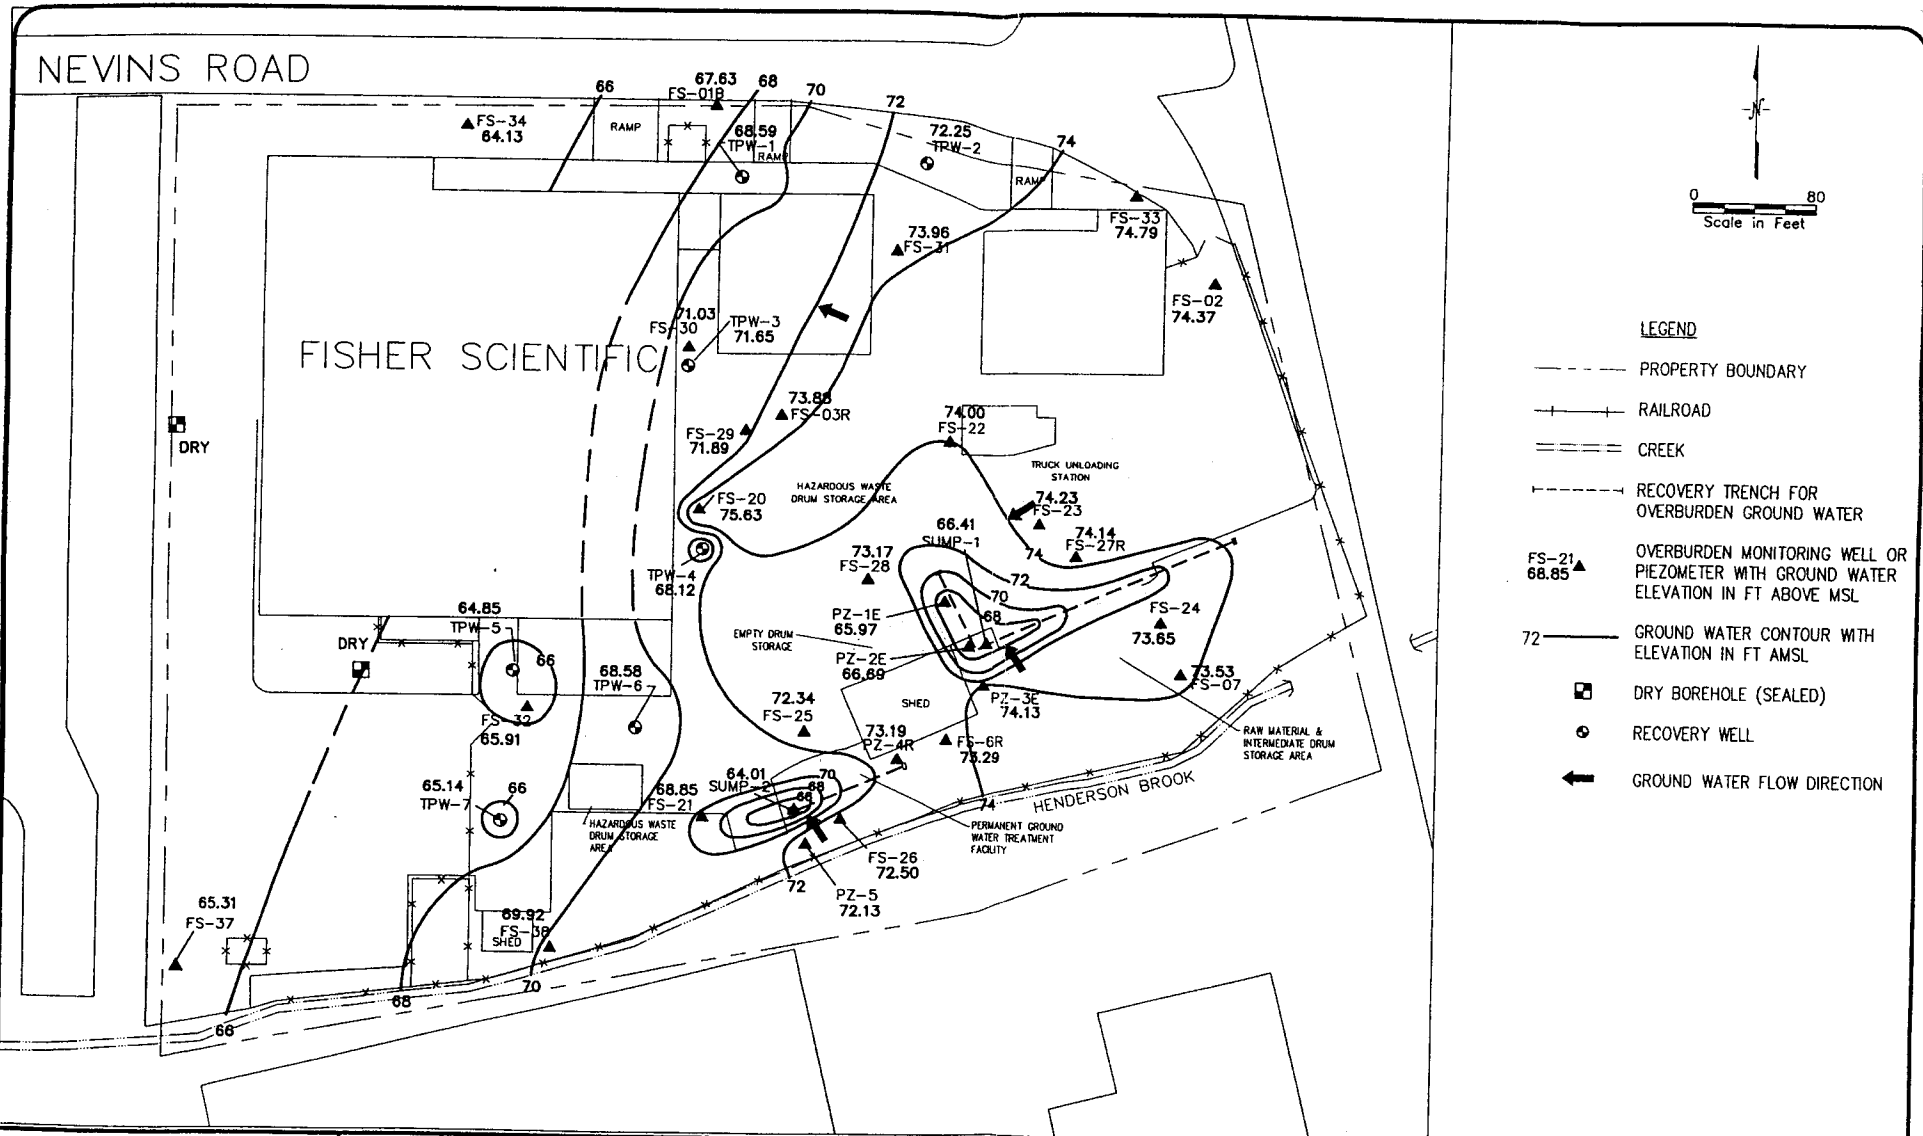 NEVINS ROAD
66
67.63
FS-01B
68
70
72
74
FS-34
64.13
RAMP
68.59
TPW-1
RAMP
72.25
TPW-2
RAMP
FS-33
74.79
73.96
FS-31
FS-02
74.37
FISHER SCIENTIFIC
71.03
FS-30
TPW-3
71.65
FS-03R
FS-29
71.89
DRY
74.00
FS-22
TRUCK UNLOADING
STATION
HAZARDOUS WASTE
DRUM STORAGE AREA
FS-20
75.63
74.23
FS-23
66.41
SUMP-1
74
74.14
FS-27R
73.17
FS-28
72
TPW-4
68.12
70
64.85
TPW-5
PZ-1E
65.97
68
FS-24
73.65
EMPTY DRUM
STORAGE
DRY
66
68.58
TPW-6
PZ-2E
66.69
73.53
FS-07
PZ-3E
74.13
SHED
72.34
FS-25
FS-32
65.91
73.19
PZ-4R
FS-6R
73.29
RAW MATERIAL &
INTERMEDIATE DRUM
STORAGE AREA
65.14
TPW-7
66
68.85
FS-21
64.01
SUMP-2
70
68
66
74
HENDERSON BROOK
HAZARDOUS WASTE
DRUM STORAGE
AREA
PERMANENT GROUND
WATER TREATMENT
FACILITY
FS-26
72.50
72
PZ-5
72.13
65.31
FS-37
69.92
FS-38
SHED
66
68
70
N
0 80
Scale in Feet
LEGEND
PROPERTY BOUNDARY
RAILROAD
CREEK
RECOVERY TRENCH FOR
OVERBURDEN GROUND WATER
FS-21
68.85
OVERBURDEN MONITORING WELL OR
PIEZOMETER WITH GROUND WATER
ELEVATION IN FT ABOVE MSL
72
GROUND WATER CONTOUR WITH
ELEVATION IN FT AMSL
DRY BOREHOLE (SEALED)
RECOVERY WELL
GROUND WATER FLOW DIRECTION